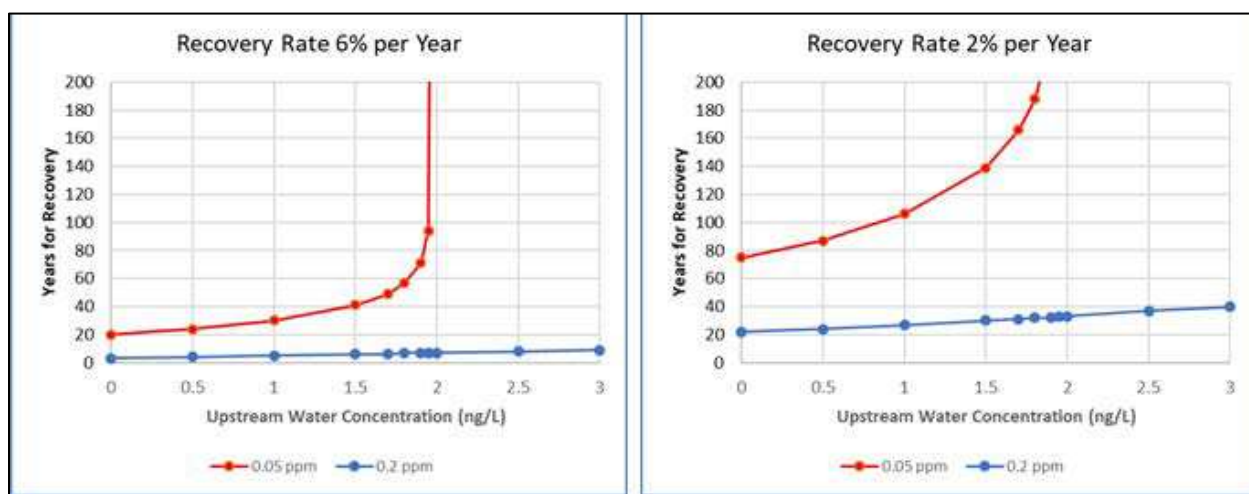 Recovery Rate 6% per Year
200
180
160
140
120
100
80
60
40
20
0
Years for Recovery
0 0.5 1 1.5 2 2.5 3
Upstream Water Concentration (ng/L)
0.05 ppm 0.2 ppm
Recovery Rate 2% per Year
200
180
160
140
120
100
80
60
40
20
0
Years for Recovery
0 0.5 1 1.5 2 2.5 3
Upstream Water Concentration (ng/L)
0.05 ppm 0.2 ppm